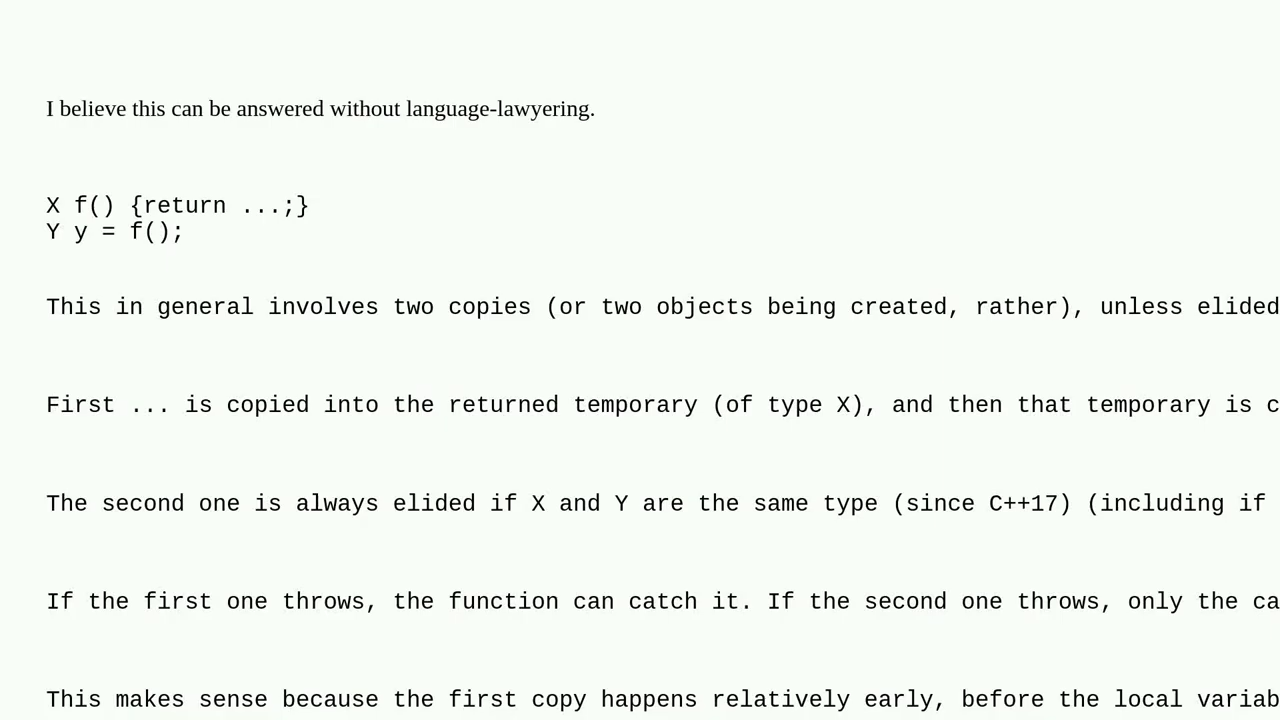 I believe this can be answered without language-lawyering.
X f() {return ...;}
Y y = f();
This in general involves two copies (or two objects being created, rather), unless elided
First ... is copied into the returned temporary (of type X), and then that temporary is c
The second one is always elided if X and Y are the same type (since C++17) (including if
If the first one throws, the function can catch it. If the second one throws, only the ca
This makes sense because the first copy happens relatively early, before the local variab